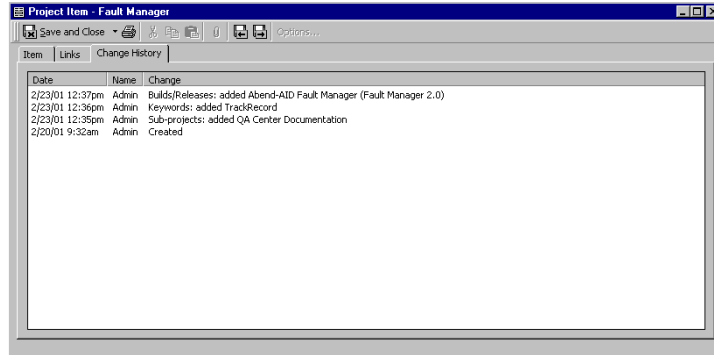 Project Item - Fault Manager
Save and Close Options...
Item Links Change History
Date Name Change
2/23/01 12:37pm Admin Builds/Releases: added Abend-AID Fault Manager (Fault Manager 2.0)
2/23/01 12:36pm Admin Keywords: added TrackRecord
2/23/01 12:35pm Admin Sub-projects: added QA Center Documentation
2/20/01 9:32am Admin Created